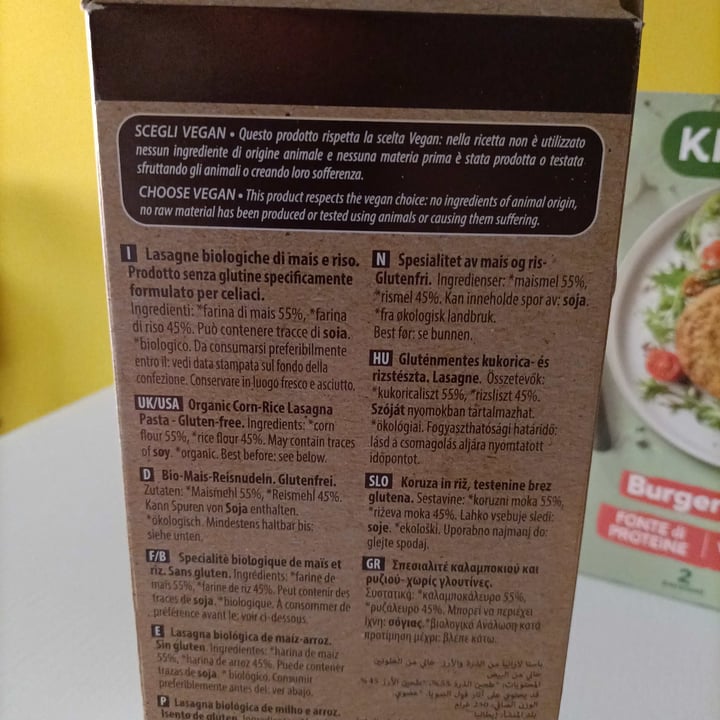 SCEGLI VEGAN • Questo prodotto rispetta la scelta Vegan: nella ricetta non è utilizzato
nessun ingrediente di origine animale e nessuna materia prima è stata prodotta o testata
sfruttando gli animali o creando loro sofferenza.
CHOOSE VEGAN • This product respects the vegan choice: no ingredients of animal origin,
no raw material has been produced or tested using animals or causing them suffering.
I Lasagne biologiche di mais e riso.
Prodotto senza glutine specificamente
formulato per celiaci.
Ingredienti: *farina di mais 55%, *farina
di riso 45%. Può contenere tracce di soia.
*biologico. Da consumarsi preferibilmente
entro il: vedi data stampata sul fondo della
confezione. Conservare in luogo fresco e asciutto.
UK/USA Organic Corn-Rice Lasagna
Pasta - Gluten-free. Ingredients: *corn
flour 55%, *rice flour 45%. May contain traces
of soy. *organic. Best before: see below.
D Bio-Mais-Reisnudeln. Glutenfrei.
Zutaten: *Maismehl 55%, *Reismehl 45%.
Kann Spuren von Soja enthalten.
*ökologisch. Mindestens haltbar bis:
siehe unten.
F/B Specialitè biologique de maïs et
riz. Sans gluten. Ingrédients: *farine de
maïs 55%, *farine de riz 45%. Peut contenir des
traces de soja. *biologique. A consommer de
préférence avant le: voir ci-dessous.
E Lasagna biológica de maíz-arroz.
Sin gluten. Ingredientes: *harina de maíz
55%, *harina de arroz 45%. Puede contener
trazas de soja. * biológico. Consumir
preferiblemente antes del: ver abajo.
P Lasagna biológica de milho e arroz.
Isento de glúten.
N Spesialitet av mais og ris-
Glutenfri. Ingredienser: *maismel 55%,
*rismel 45%. Kan inneholde spor av: soja.
*fra økologisk landbruk.
Best før: se bunnen.
HU Gluténmentes kukorica- és
rizstészta. Lasagne. Összetevők:
*kukoricaliszt 55%, *rizsliszt 45%.
Szóját nyomokban tartalmazhat.
*ökológiai. Fogyaszthatósági határidő:
lásd á csomagolás aljára nyomtatott
időpontot.
SLO Koruza in riž, testenine brez
glutena. Sestavine: *koruzni moka 55%,
*riževa moka 45%. Lahko vsebuje sledi:
soje. *ekološki. Uporabno najmanj do:
glejte spodaj.
GR Σπεσιαλιτέ καλαμποκιού και
ρυζιού-χωρίς γλουτίνες.
Συστατικά: *καλαμποκάλευρο 55%,
*ρυζάλευρο 45%. Μπορεί να περιέχει
ίχνη: σόγιας. *Βιολογικό Ανάλωση κατά
προτίμηση μέχρι: βλέπε κάτω.
Burger
FONTE di
PROTEINE
2